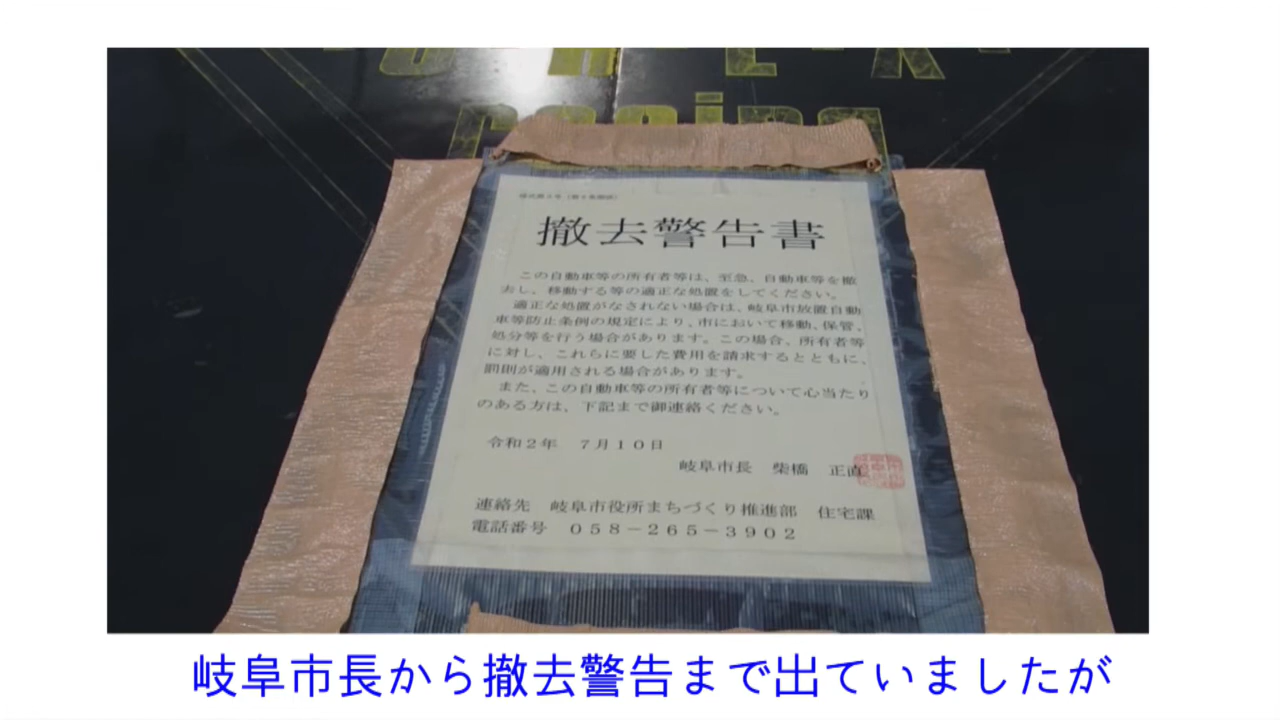 撤去警告書
この自動車等の所有者等は、至急、自動車等を撤
去し、移動する等の適正な処置をしてください。
適正な処置がなされない場合は、岐阜市放置自動
車等防止条例の規定により、市において移動、保管、
処分等を行う場合があります。この場合、所有者等
に対し、これらに要した費用を請求するとともに、
罰則が適用される場合があります。
また、この自動車等の所有者等について心当たり
のある方は、下記まで御連絡ください。
令和2年 7月10日
岐阜市長 柴橋 正直
連絡先 岐阜市役所まちづくり推進部 住宅課
電話番号 058-265-3902
岐阜市長から撤去警告まで出ていましたが